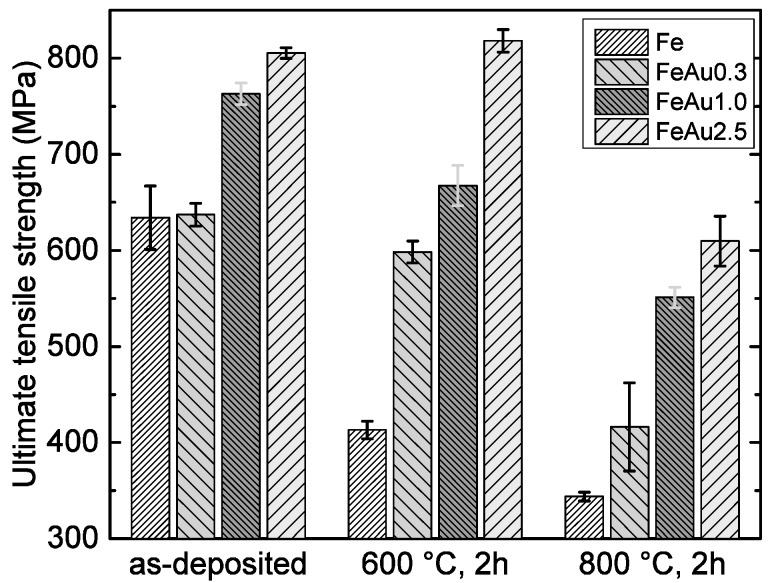 Ultimate tensile strength (MPa)
800
700
600
500
400
300
Fe
FeAu0.3
FeAu1.0
FeAu2.5
as-deposited
600 °C, 2h
800 °C, 2h